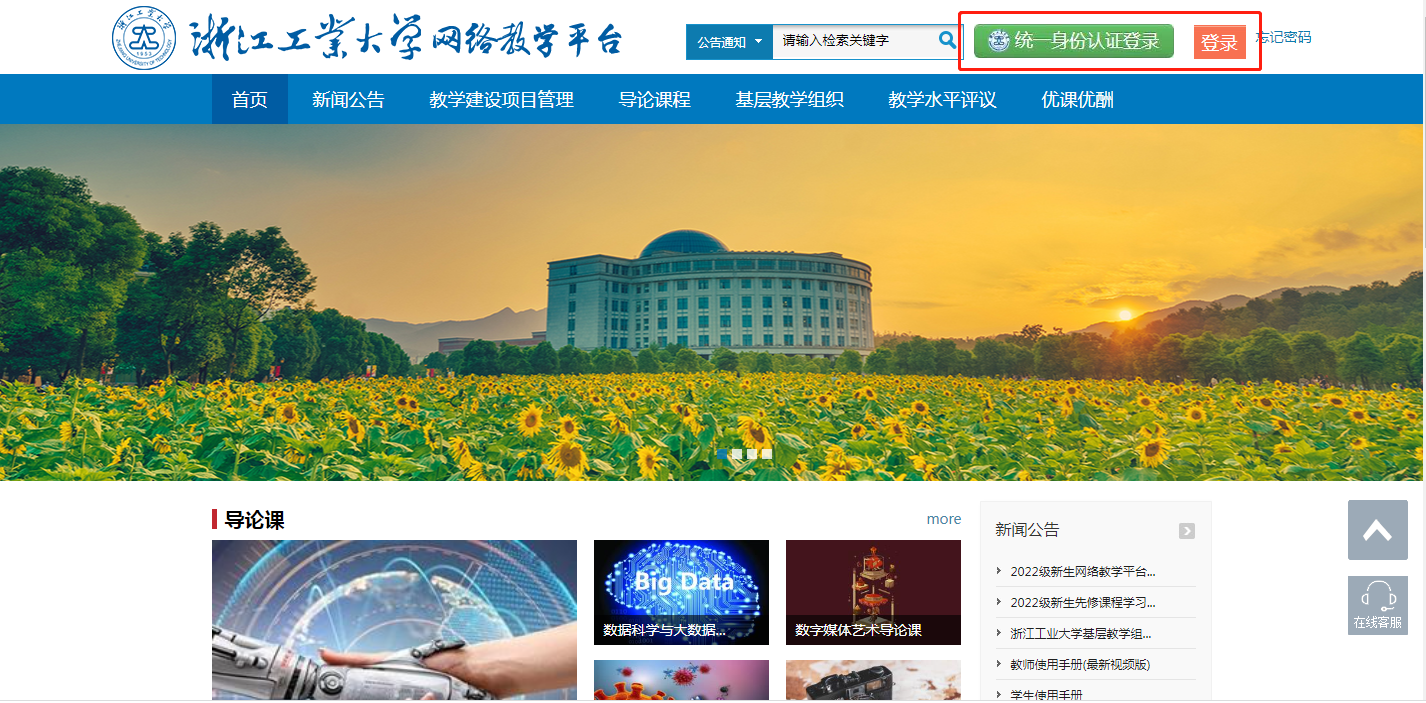 浙江工业大学网络教学平台
1953
公告通知
请输入检索关键字
统一身份认证登录
登录
忘记密码
首页
新闻公告
教学建设项目管理
导论课程
基层教学组织
教学水平评议
优课优酬
导论课
more
Big Data
数据科学与大数据...
数字媒体艺术导论课
新闻公告
2022级新生网络教学平台...
2022级新生先修课程学习...
浙江工业大学基层教学组...
教师使用手册(最新视频版)
学生使用手册
在线客服